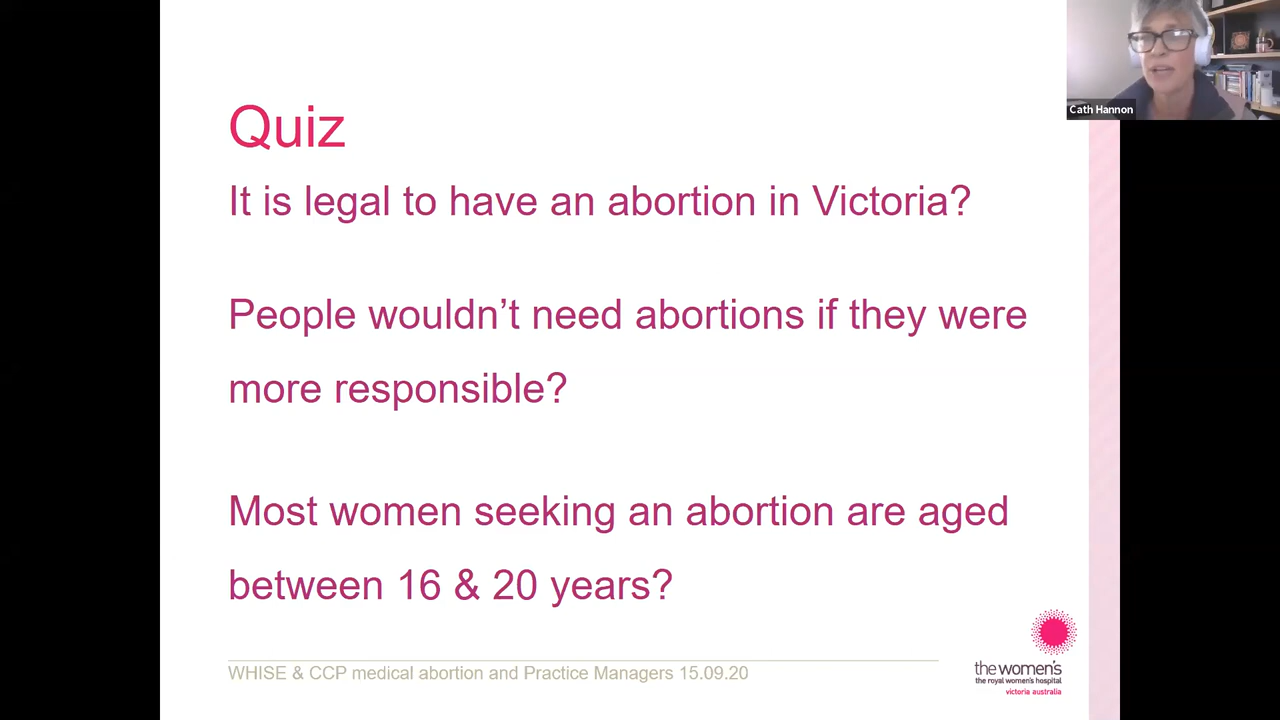 Cath Hannon
Quiz
It is legal to have an abortion in Victoria?
People wouldn’t need abortions if they were
more responsible?
Most women seeking an abortion are aged
between 16 & 20 years?
WHISE & CCP medical abortion and Practice Managers 15.09.20
the women's
the royal women's hospital
victoria australia